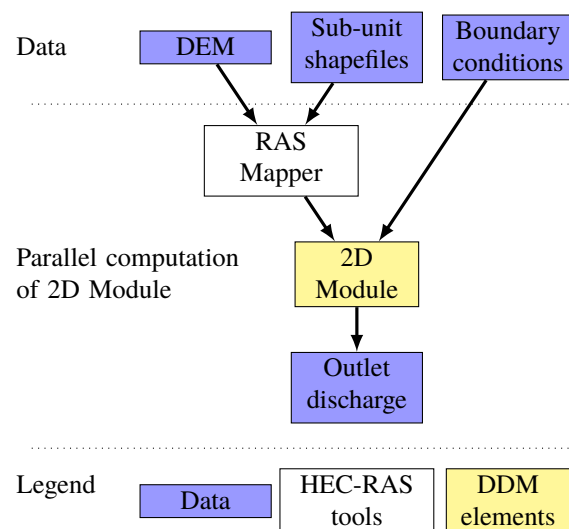 Data
DEM
Sub-unit
shapefiles
Boundary
conditions
RAS
Mapper
Parallel computation
of 2D Module
2D
Module
Outlet
discharge
Legend
Data
HEC-RAS
tools
DDM
elements